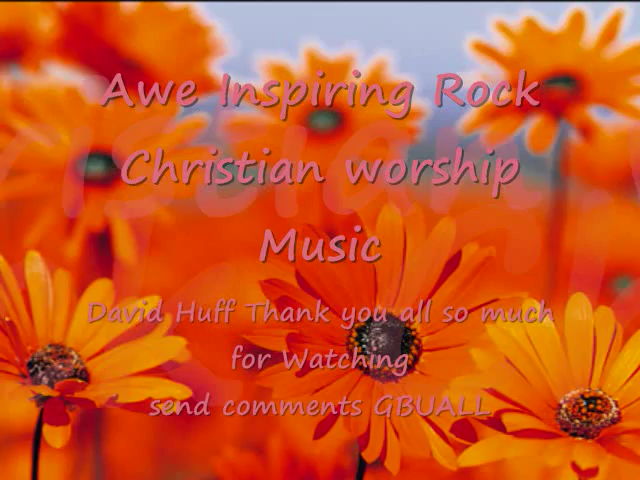 Awe Inspiring Rock
Christian worship
Music
David Huff Thank you all so much
for Watching
send comments GBUALL